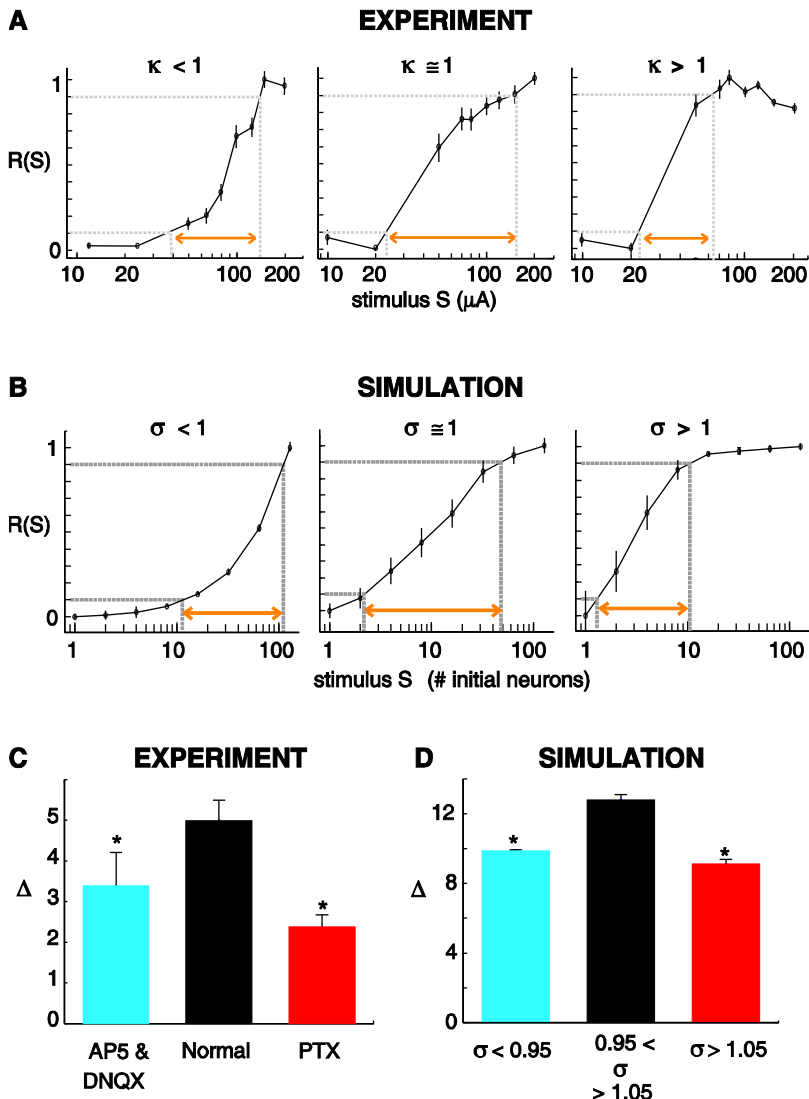 A EXPERIMENT
κ < 1 κ ≅ 1 κ > 1
1
R(S)
0
10 20 100 200 10 20 100 200 10 20 100 200
stimulus S (μA)
B SIMULATION
σ < 1 σ ≅ 1 σ > 1
1
R(S)
0
1 10 100 1 10 100 1 10 100
stimulus S (# initial neurons)
C EXPERIMENT
5
4
3
2
1
0
Δ
* *
AP5 & DNQX
Normal
PTX
D SIMULATION
12
8
4
0
Δ
* *
σ < 0.95
0.95 <
σ
> 1.05
σ > 1.05